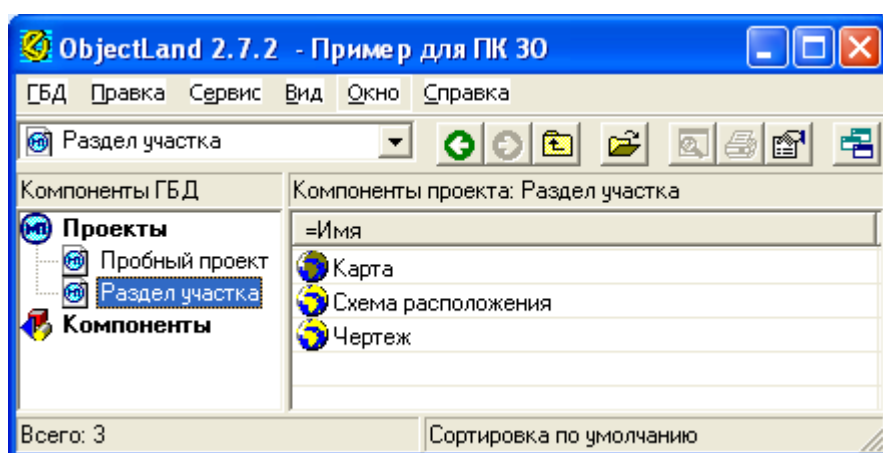 ObjectLand 2.7.2 - Пример для ПК ЗО
ГБД Правка Сервис Вид Окно Справка
Раздел участка
Компоненты ГБД
Компоненты проекта: Раздел участка
Проекты
Пробный проект
Раздел участка
Компоненты
=Имя
Карта
Схема расположения
Чертеж
Всего: 3
Сортировка по умолчанию